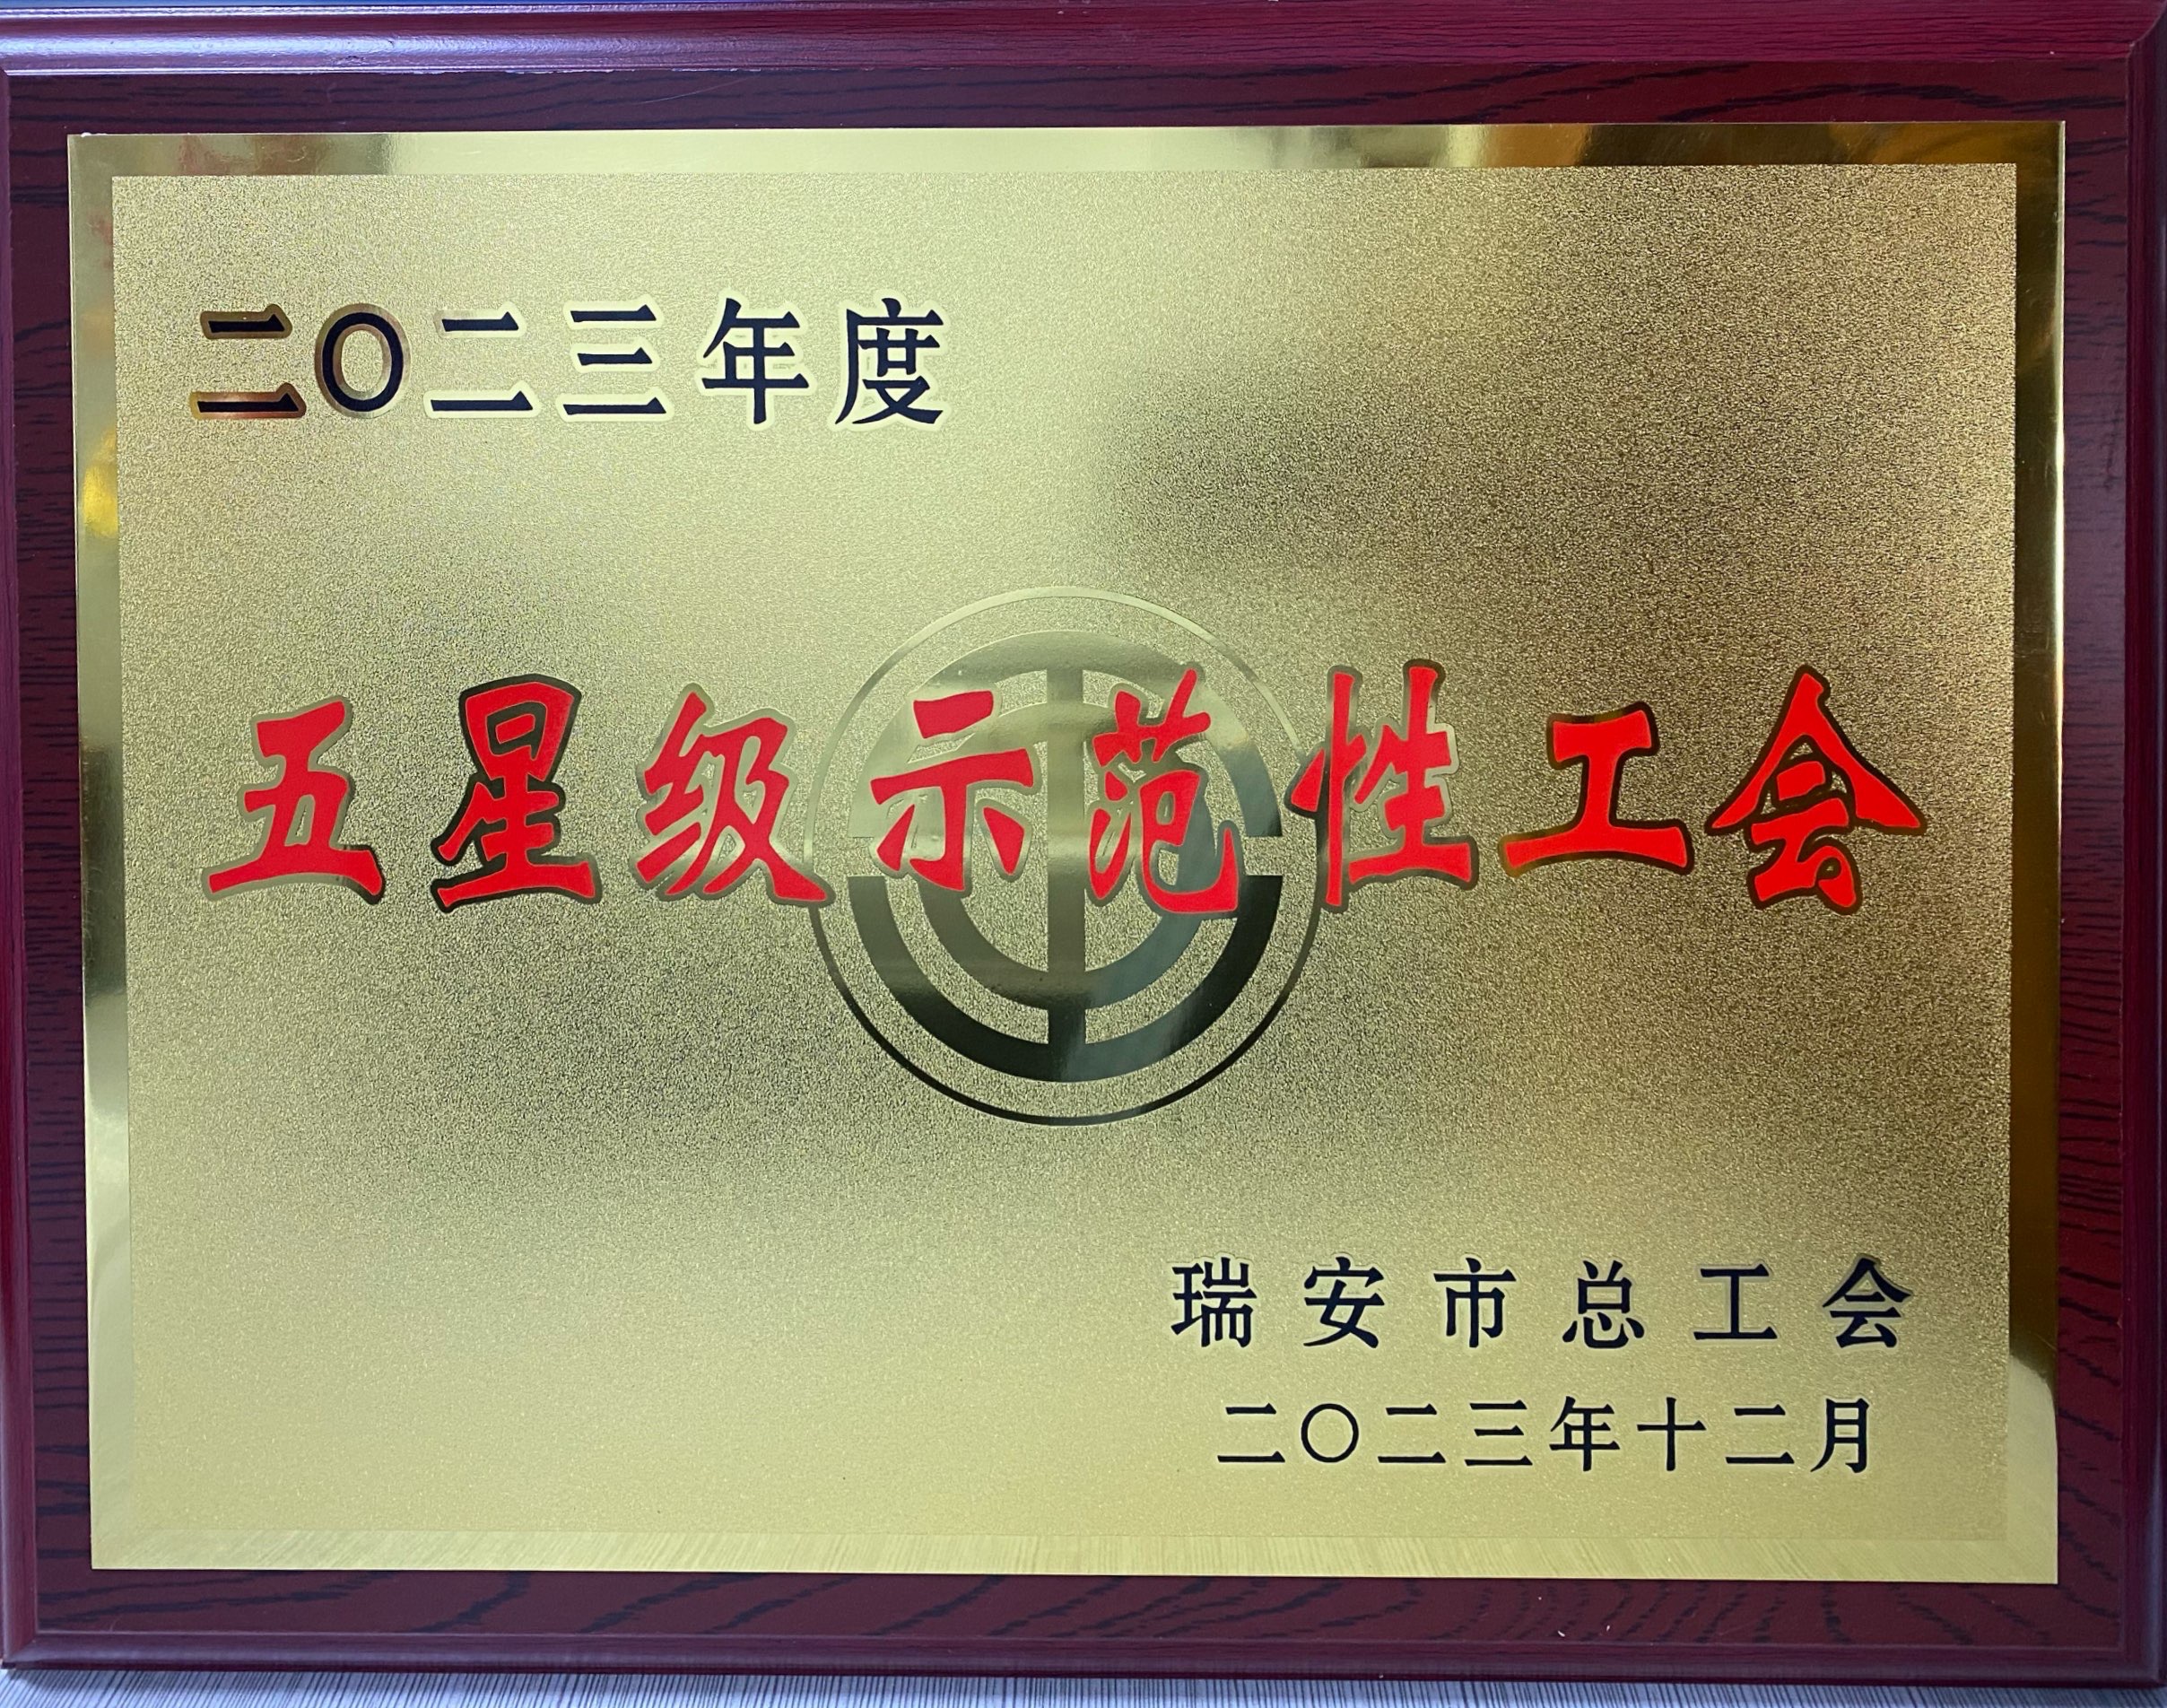 二〇二三年度
五星级示范性工会
瑞安市总工会
二〇二三年十二月